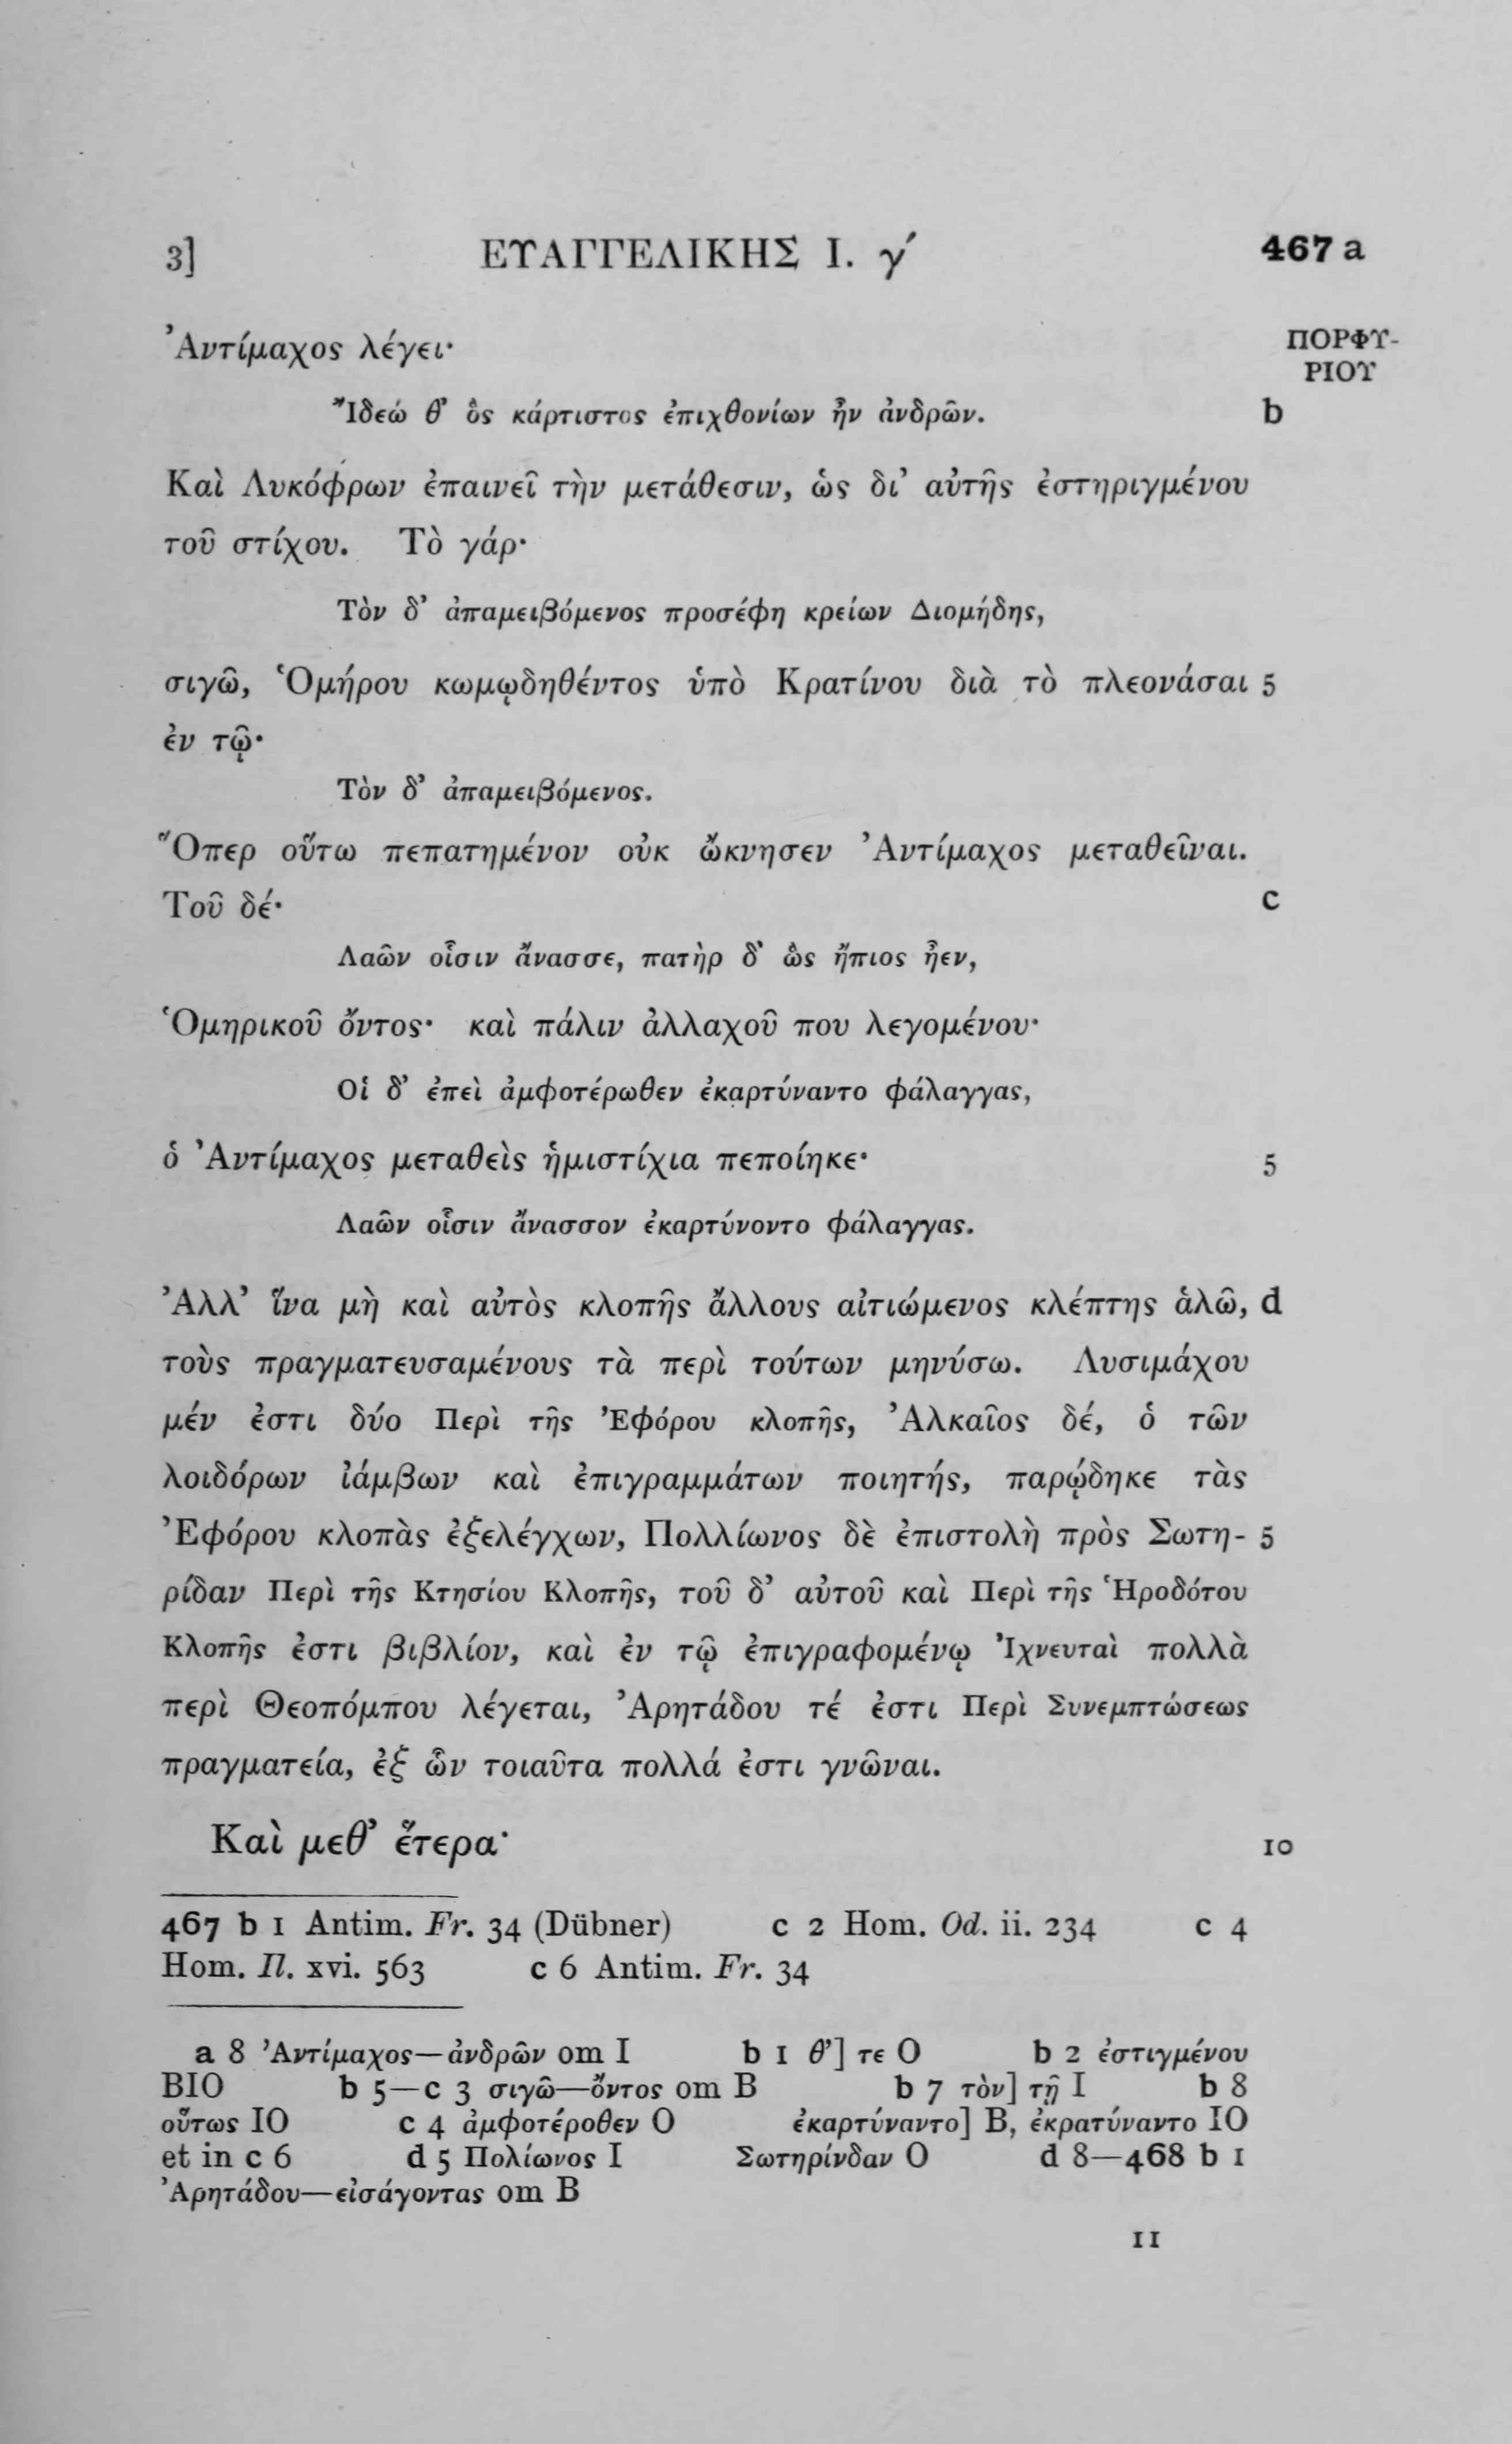 3] ΕΥΑΓΓΕΛΙΚΗΣ Ι. γ´ 467 a
Ἀντίμαχος λέγει· ΠΟΡΦΥ-
ΡΙΟΥ
Ἴδεώ θ’ ὃς κάρτιστος ἐπιχθονίων ἦν ἀνδρῶν. b
Καὶ Λυκόφρων ἐπαινεῖ τὴν μετάθεσιν, ὡς δι’ αὐτῆς ἐστηριγμένου
τοῦ στίχου. Τὸ γάρ·
Τὸν δ’ ἀπαμειβόμενος προσέφη κρείων Διομήδης,
σιγῶ, Ὁμήρου κωμῳδηθέντος ὑπὸ Κρατίνου διὰ τὸ πλεονάσαι 5
ἐν τῷ·
Τὸν δ’ ἀπαμειβόμενος.
Ὅπερ οὕτω πεπατημένον οὐκ ὤκνησεν Ἀντίμαχος μεταθεῖναι.
Τοῦ δέ· c
Λαῶν οἷσιν ἄνασσε, πατὴρ δ’ ὣς ἤπιος ἦεν,
Ὁμηρικοῦ ὄντος· καὶ πάλιν ἀλλαχοῦ που λεγομένου·
Οἱ δ’ ἐπεὶ ἀμφοτέρωθεν ἐκαρτύναντο φάλαγγας,
ὁ Ἀντίμαχος μεταθεὶς ἡμιστίχια πεποίηκε· 5
Λαῶν οἷσιν ἄνασσον ἐκαρτύνοντο φάλαγγας.
Ἀλλ’ ἵνα μὴ καὶ αὐτὸς κλοπῆς ἄλλους αἰτιώμενος κλέπτης ἁλῶ, d
τοὺς πραγματευσαμένους τὰ περὶ τούτων μηνύσω. Λυσιμάχου
μέν ἐστι δύο Περὶ τῆς Ἐφόρου κλοπῆς, Ἀλκαῖος δέ, ὁ τῶν
λοιδόρων ἰάμβων καὶ ἐπιγραμμάτων ποιητής, παρῴδηκε τὰς
Ἐφόρου κλοπὰς ἐξελέγχων, Πολλίωνος δὲ ἐπιστολὴ πρὸς Σωτη- 5
ρίδαν Περὶ τῆς Κτησίου Κλοπῆς, τοῦ δ’ αὐτοῦ καὶ Περὶ τῆς Ἡροδότου
Κλοπῆς ἐστι βιβλίον, καὶ ἐν τῷ ἐπιγραφομένῳ Ἰχνευταὶ πολλὰ
περὶ Θεοπόμπου λέγεται, Ἀρητάδου τέ ἐστι Περὶ Συνεμπτώσεως
πραγματεία, ἐξ ὧν τοιαῦτα πολλά ἐστι γνῶναι.
Καὶ μεθ’ ἕτερα· 10
467 b 1 Antim. Fr. 34 (Dübner) c 2 Hom. Od. ii. 234 c 4
Hom. Il. xvi. 563 c 6 Antim. Fr. 34
a 8 Ἀντίμαχος—ἀνδρῶν om I b 1 θ’] τε O b 2 ἐστιγμένου
BIO b 5—c 3 σιγῶ—ὄντος om B b 7 τὸν] τῇ I b 8
οὕτως IO c 4 ἀμφοτέροθεν O ἐκαρτύναντο] B, ἐκρατύναντο IO
et in c 6 d 5 Πολίωνος I Σωτηρίνδαν O d 8—468 b 1
Ἀρητάδου—εἰσάγοντας om B
11